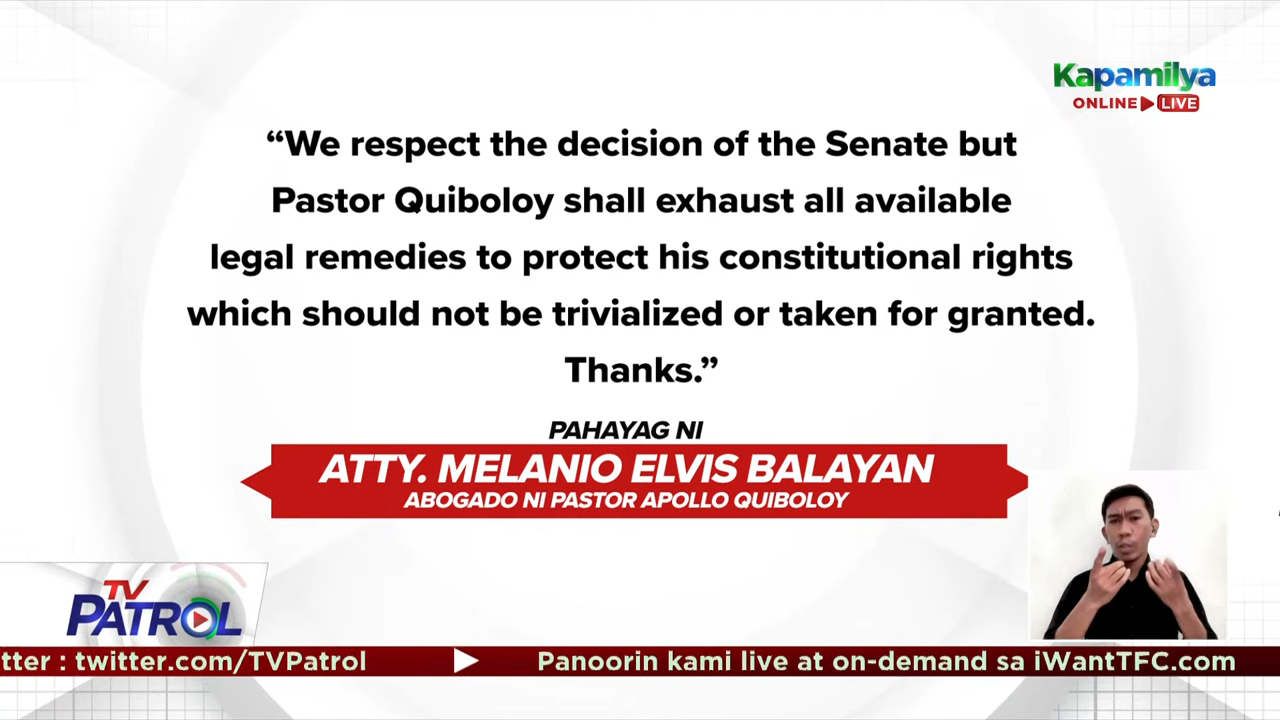 Kapamilya
ONLINE LIVE
“We respect the decision of the Senate but
Pastor Quiboloy shall exhaust all available
legal remedies to protect his constitutional rights
which should not be trivialized or taken for granted.
Thanks.”
PAHAYAG NI
ATTY. MELANIO ELVIS BALAYAN
ABOGADO NI PASTOR APOLLO QUIBOLOY
TV
PATROL
tter : twitter.com/TVPatrol Panoorin kami live at on-demand sa iWantTFC.com